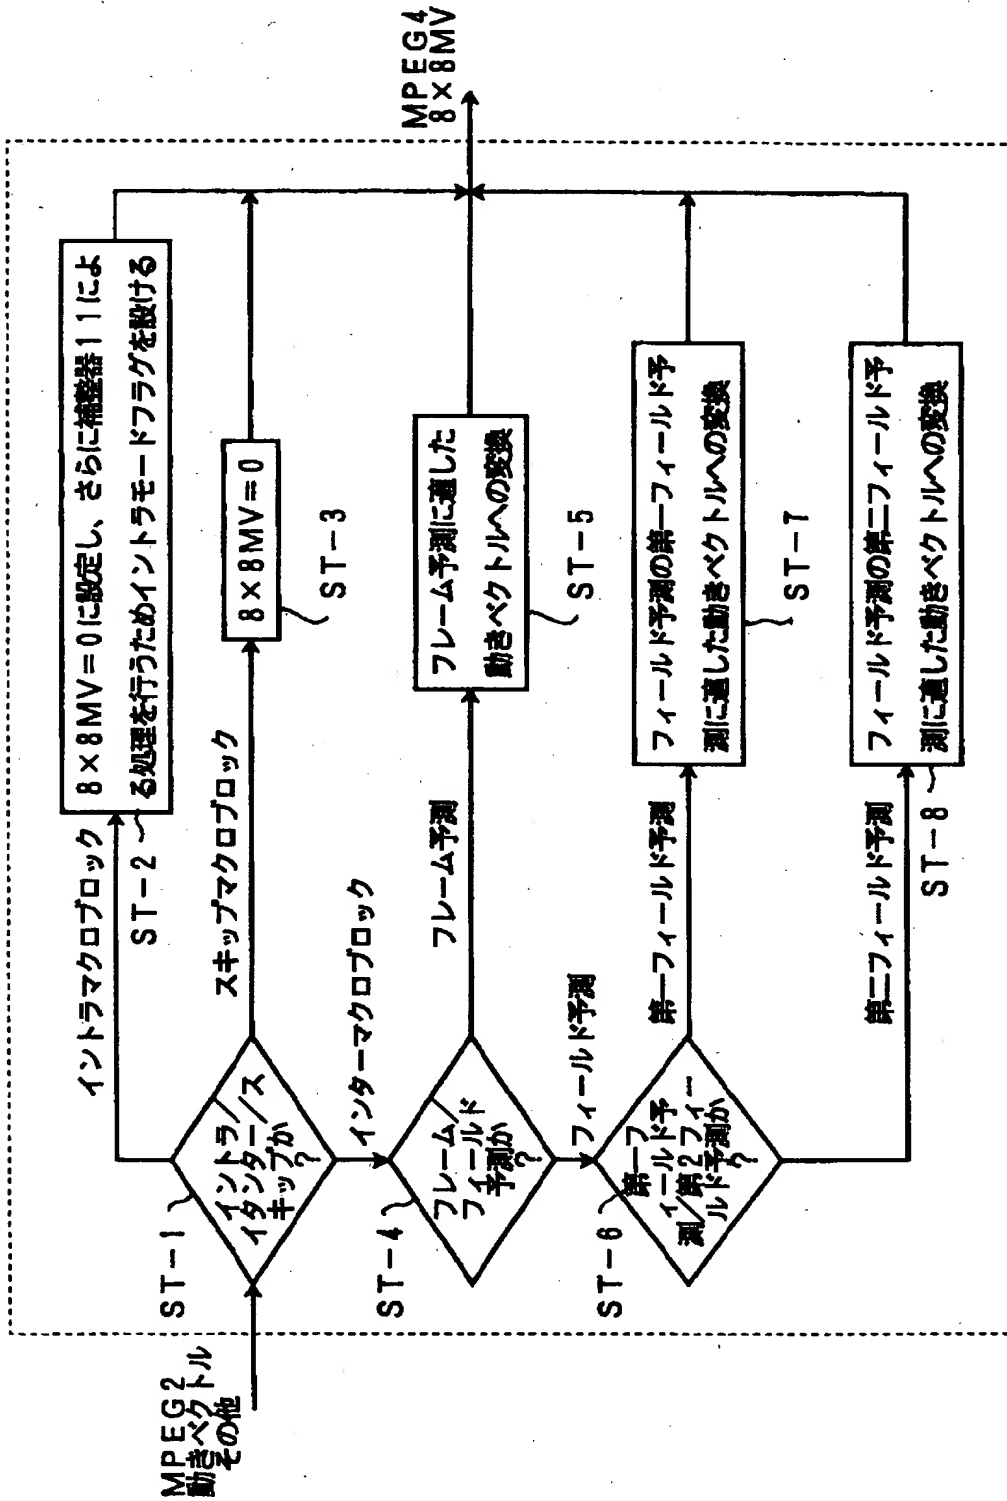 MPEG2
動きベクトル
その他
ST-1
イントラ/
イタンター/ス
キップか
?
イントラマクロブロック
ST-2
8×8MV=0に設定し、さらに補整器11によ
る処理を行うためイントラモードフラグを設ける
スキップマクロブロック
8×8MV=0
ST-3
インターマクロブロック
ST-4
フレーム/
フィールド
予測か
?
フレーム予測
フレーム予測に適した
動きベクトルへの変換
ST-5
フィールド予測
ST-6
第一フ
ィールド予
測/第2フィー
ルド予測か
?
第一フィールド予測
フィールド予測の第一フィールド予
測に適した動きベクトルへの変換
ST-7
第二フィールド予測
フィールド予測の第二フィールド予
測に適した動きベクトルへの変換
ST-8
MPEG4
8×8MV